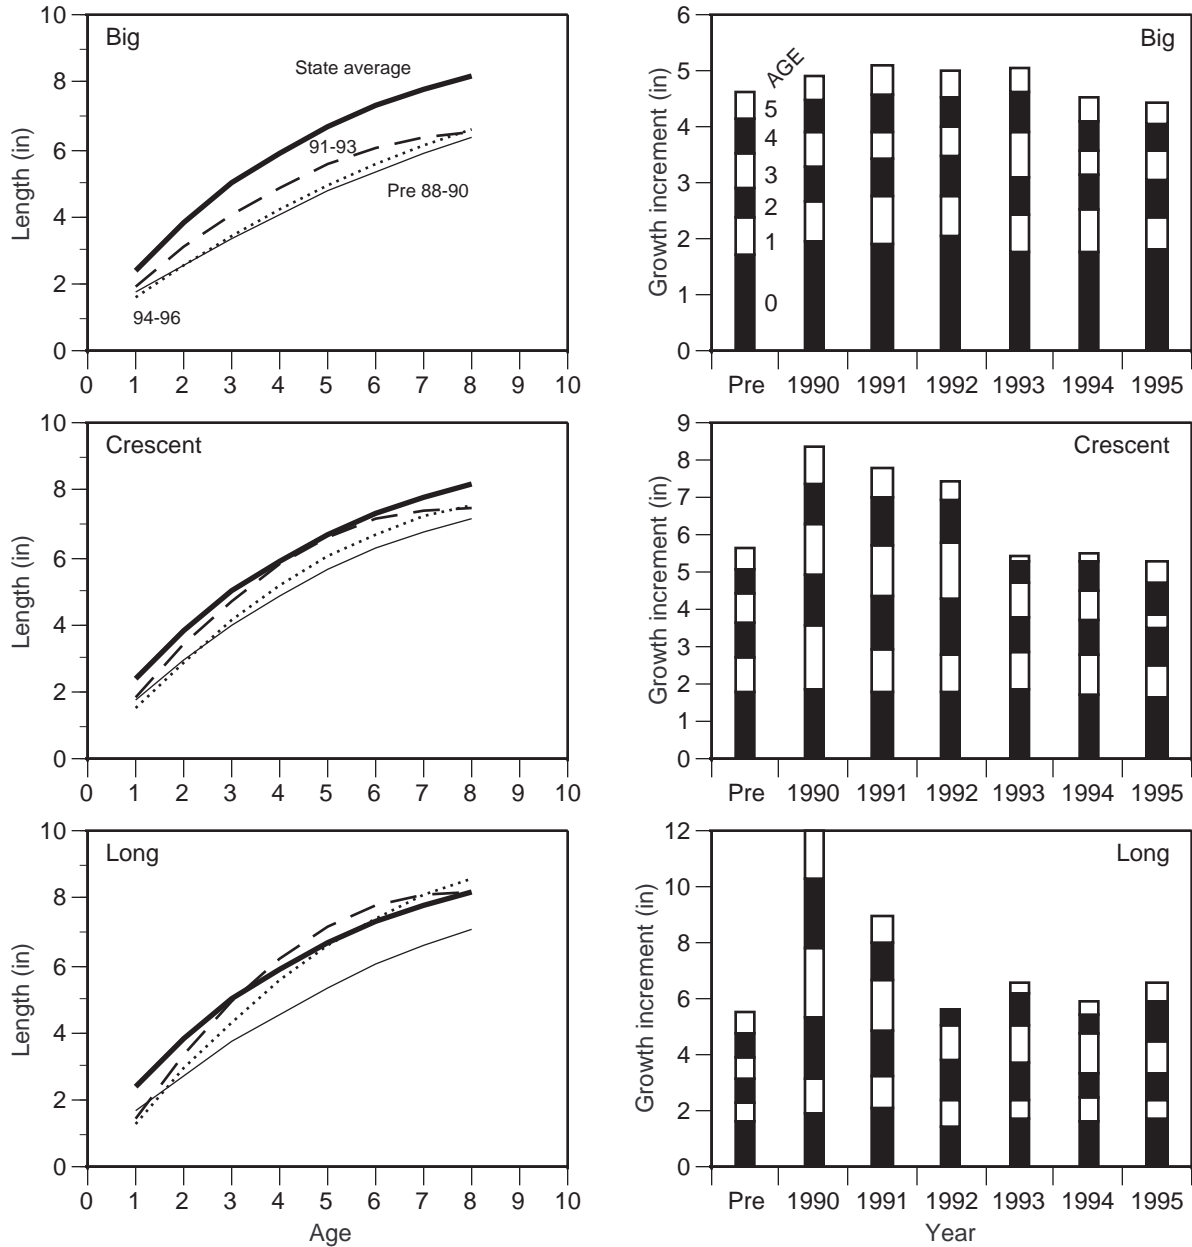 Big
Length (in)
10
8
6
4
2
0
State average
91-93
Pre 88-90
94-96
0 1 2 3 4 5 6 7 8 9 10
Big
Growth increment (in)
6
5
4
3
2
1
0
AGE
5
4
3
2
1
0
Pre 1990 1991 1992 1993 1994 1995
Crescent
Length (in)
10
8
6
4
2
0
0 1 2 3 4 5 6 7 8 9 10
Crescent
Growth increment (in)
9
8
7
6
5
4
3
2
1
0
Pre 1990 1991 1992 1993 1994 1995
Long
Length (in)
10
8
6
4
2
0
0 1 2 3 4 5 6 7 8 9 10
Age
Long
Growth increment (in)
12
10
8
6
4
2
0
Pre 1990 1991 1992 1993 1994 1995
Year